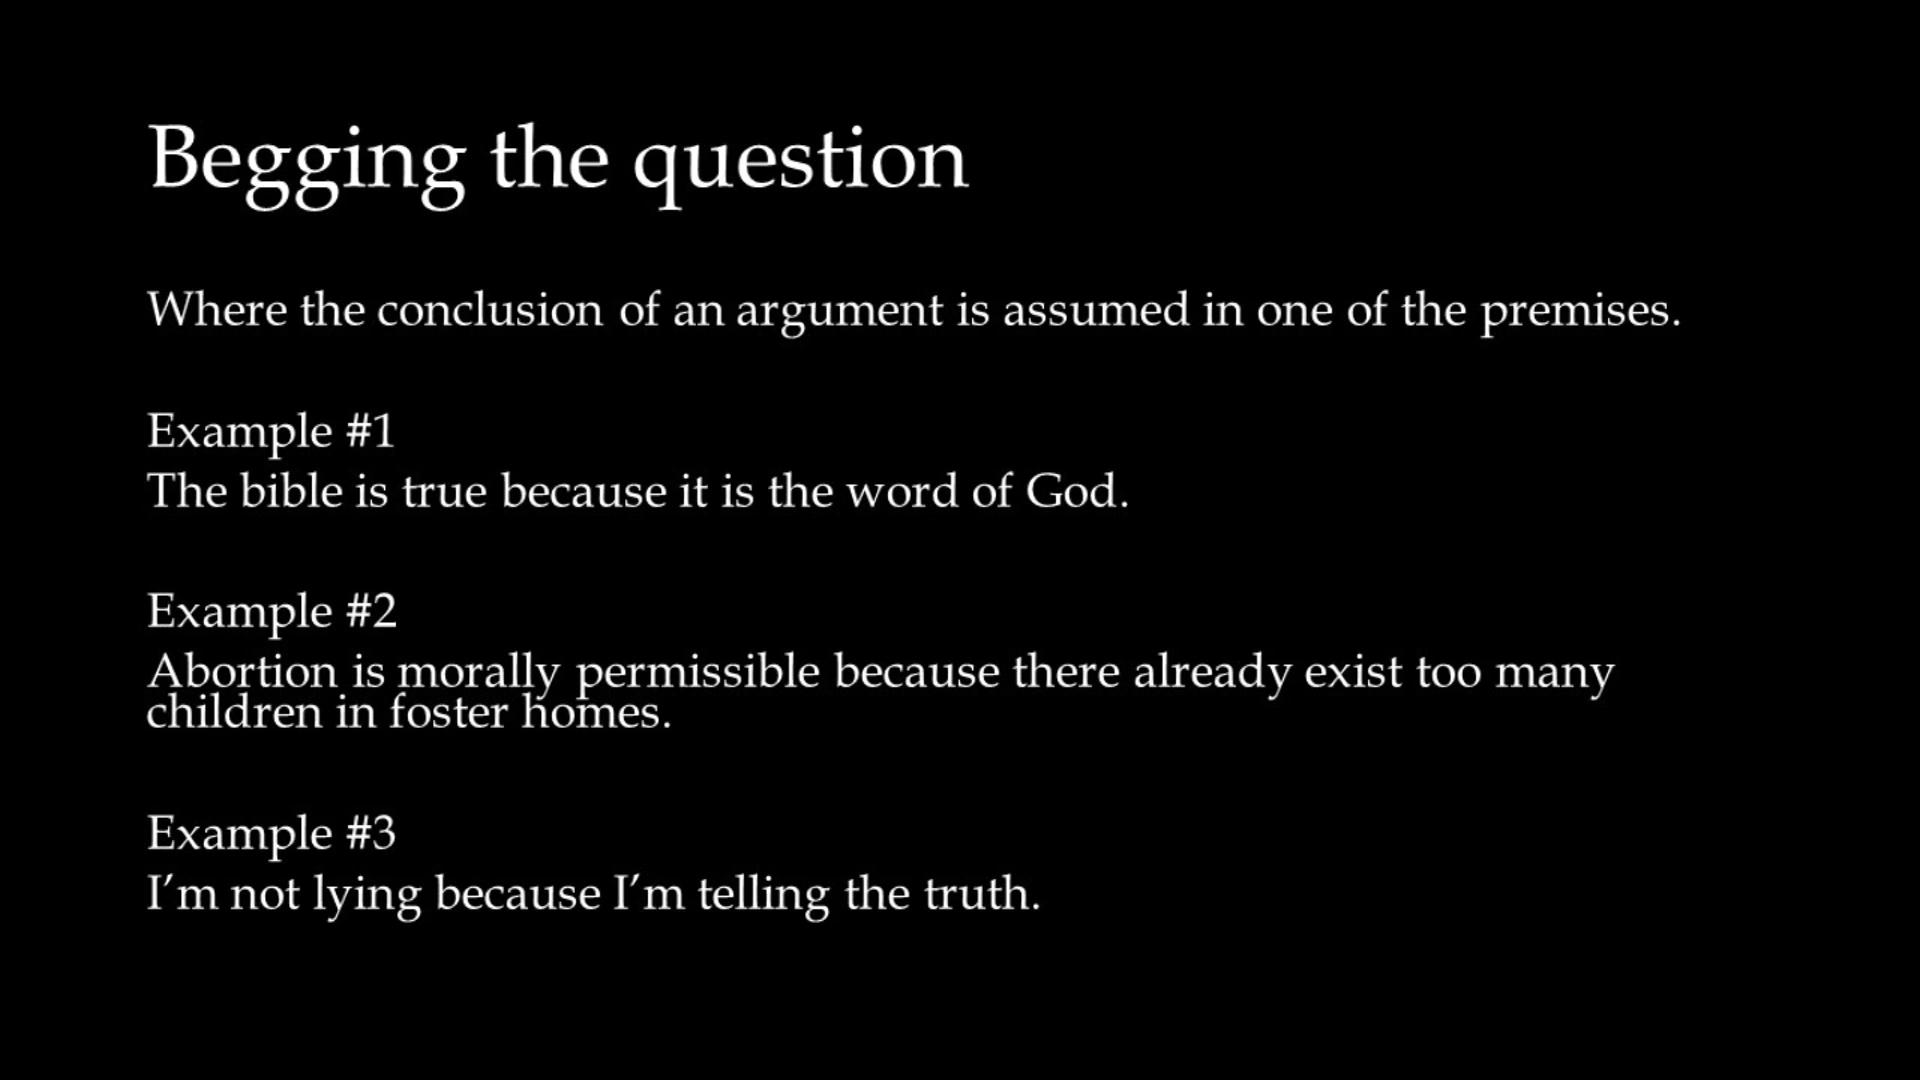 Begging the question
Where the conclusion of an argument is assumed in one of the premises.
Example #1
The bible is true because it is the word of God.
Example #2
Abortion is morally permissible because there already exist too many
children in foster homes.
Example #3
I’m not lying because I’m telling the truth.